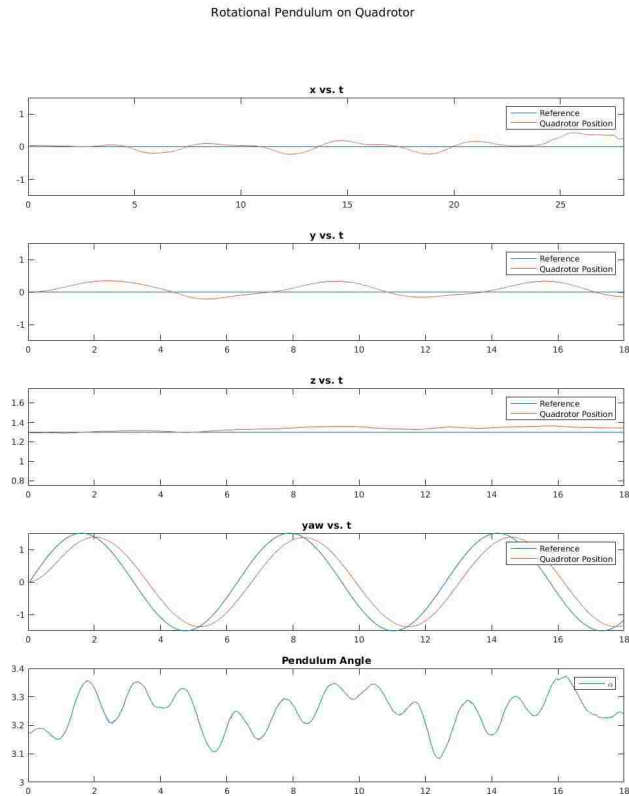 Rotational Pendulum on Quadrotor
x vs. t
1
0
-1
Reference
Quadrotor Position
0 5 10 15 20 25
y vs. t
1
0
-1
Reference
Quadrotor Position
0 2 4 6 8 10 12 14 16 18
z vs. t
1.6
1.4
1.2
1
0.8
Reference
Quadrotor Position
0 2 4 6 8 10 12 14 16 18
yaw vs. t
1
0
-1
Reference
Quadrotor Position
0 2 4 6 8 10 12 14 16 18
Pendulum Angle
3.4
3.3
3.2
3.1
3
α
0 2 4 6 8 10 12 14 16 18